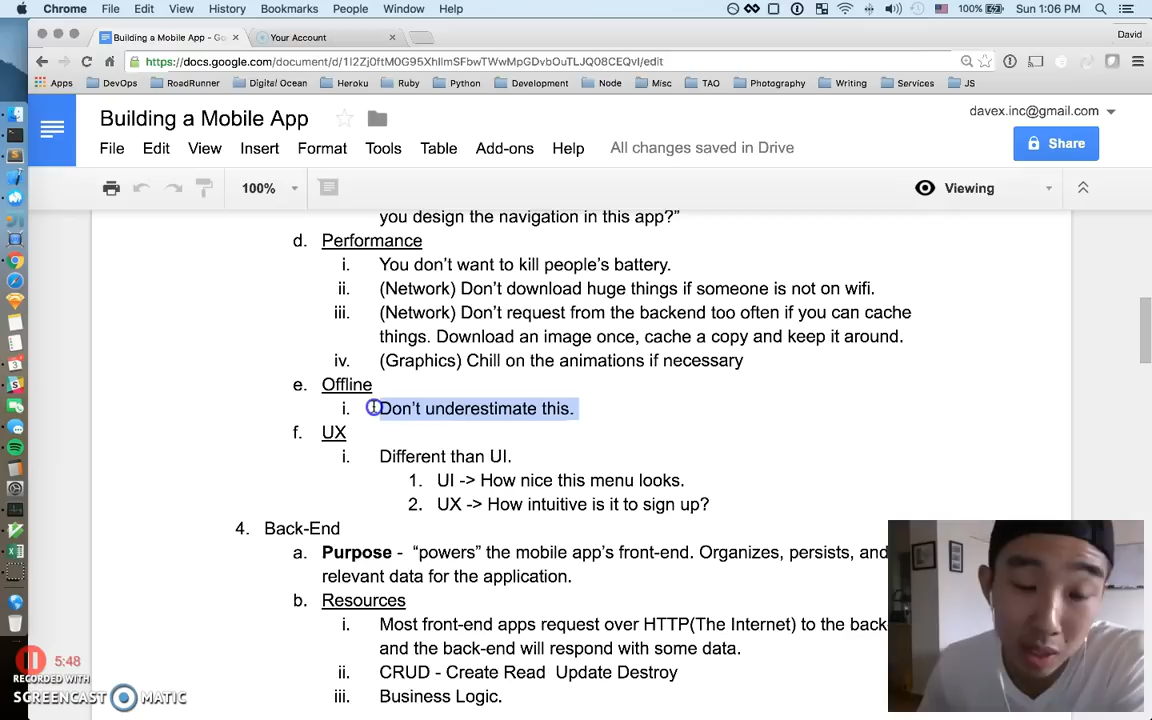 Chrome File Edit View History Bookmarks People Window Help 100% Sun 1:06 PM
Building a Mobile App - Go
Your Account
David
https://docs.google.com/document/d/1I2Zj0ftM0G95XhIlmSFbwTWwMpGDvbOuTLJQ08CEQvI/edit
Apps DevOps RoadRunner Digital Ocean Heroku Ruby Python Development Node Misc TAO Photography Writing Services JS
Building a Mobile App
davex.inc@gmail.com
File Edit View Insert Format Tools Table Add-ons Help All changes saved in Drive
Share
100%
Viewing
you design the navigation in this app?”
d. Performance
i. You don’t want to kill people’s battery.
ii. (Network) Don’t download huge things if someone is not on wifi.
iii. (Network) Don’t request from the backend too often if you can cache
things. Download an image once, cache a copy and keep it around.
iv. (Graphics) Chill on the animations if necessary
e. Offline
i. Don’t underestimate this.
f. UX
i. Different than UI.
1. UI -> How nice this menu looks.
2. UX -> How intuitive is it to sign up?
4. Back-End
a. Purpose - “powers” the mobile app’s front-end. Organizes, persists, and
relevant data for the application.
b. Resources
i. Most front-end apps request over HTTP(The Internet) to the back
and the back-end will respond with some data.
ii. CRUD - Create Read Update Destroy
iii. Business Logic.
5:48
RECORDED WITH
SCREENCAST MATIC